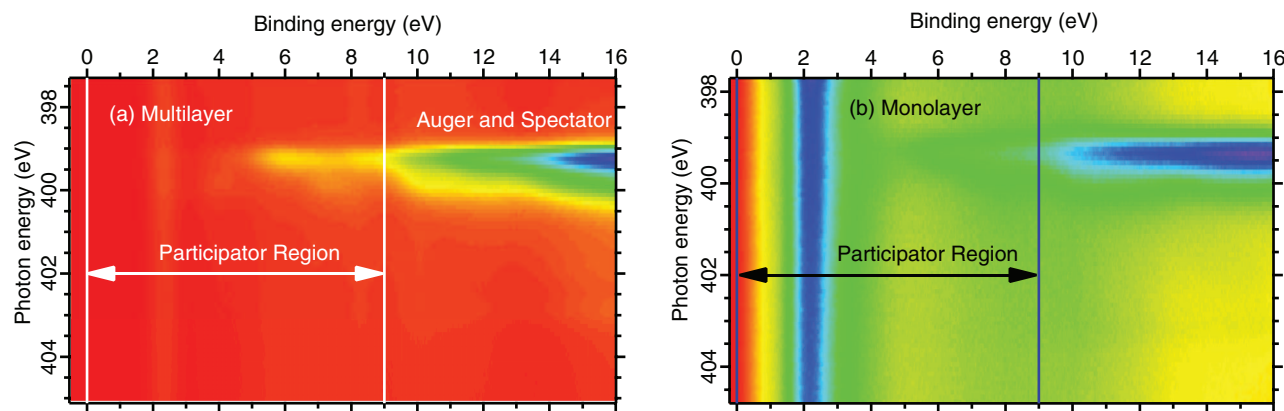 Binding energy (eV)
0 2 4 6 8 10 12 14 16
Photon energy (eV)
398
400
402
404
(a) Multilayer
Auger and Spectator
Participator Region
Binding energy (eV)
0 2 4 6 8 10 12 14 16
Photon energy (eV)
398
400
402
404
(b) Monolayer
Participator Region